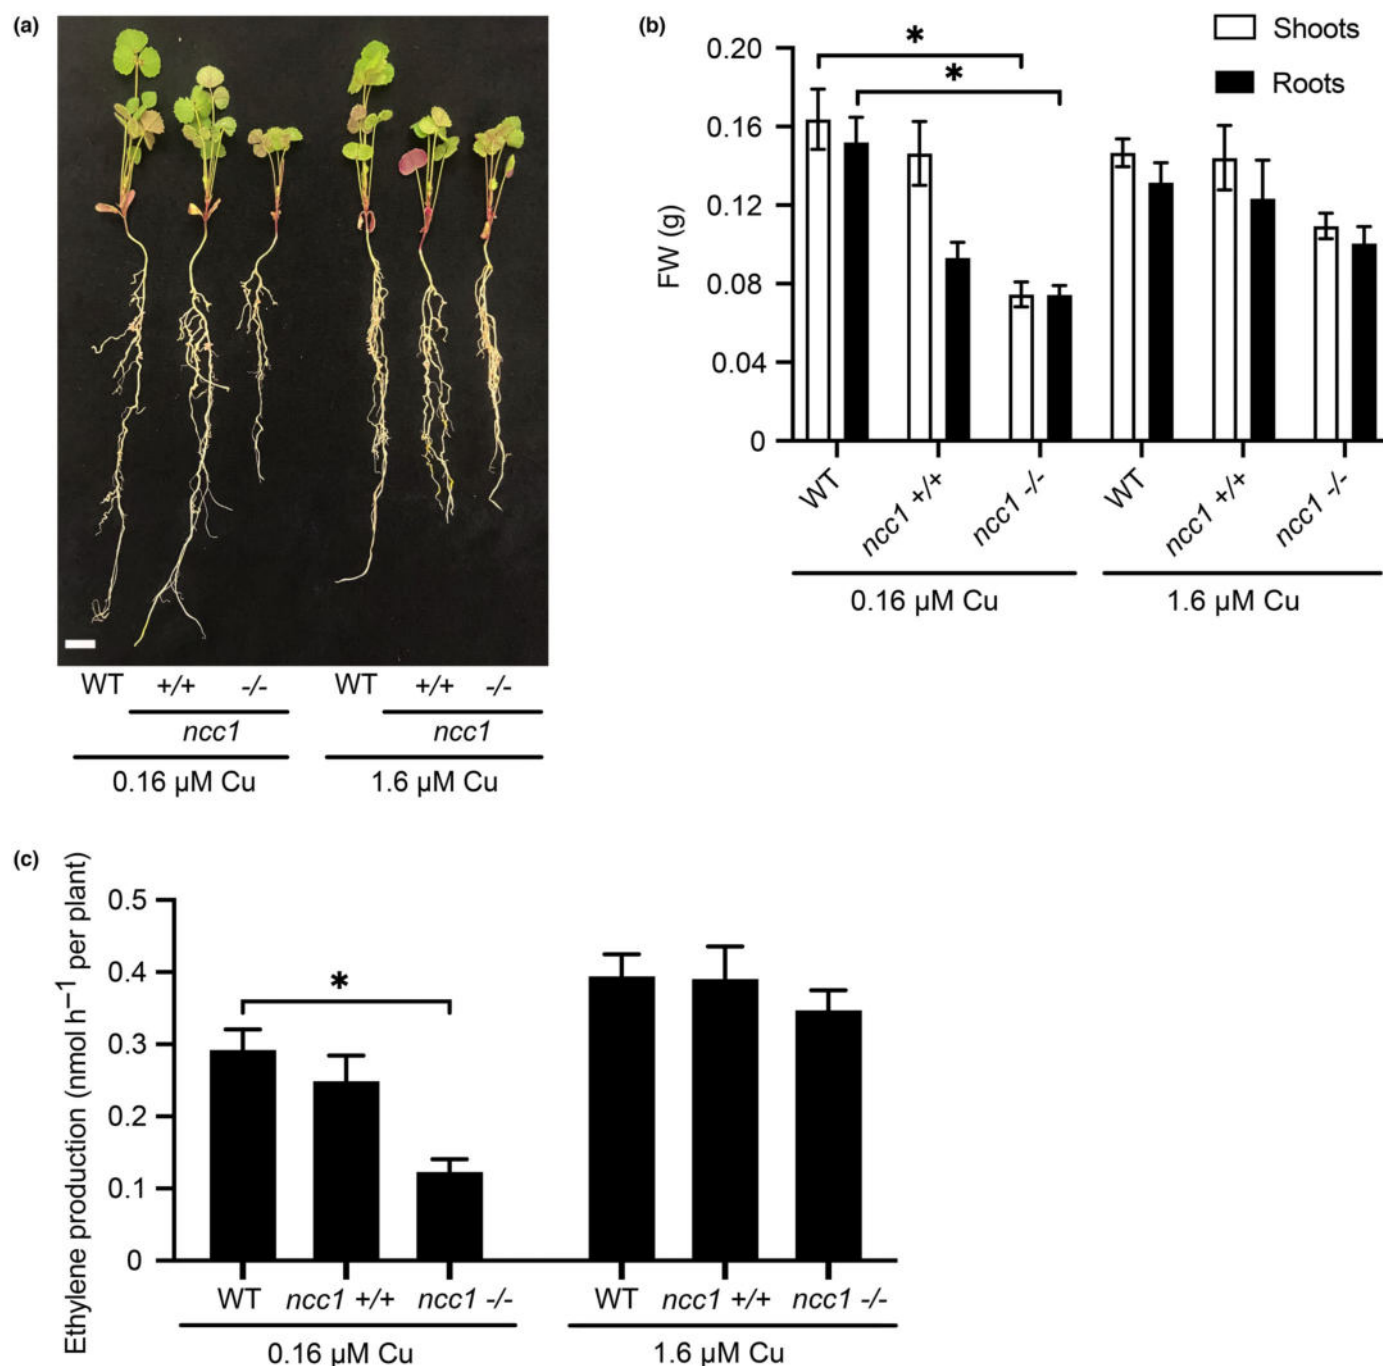 (a)
WT +/+ -/- WT +/+ -/-
ncc1 ncc1
0.16 µM Cu 1.6 µM Cu
(b)
Shoots
Roots
FW (g)
0.20
0.16
0.12
0.08
0.04
0
*
*
WT ncc1 +/+ ncc1 -/- WT ncc1 +/+ ncc1 -/-
0.16 µM Cu 1.6 µM Cu
(c)
Ethylene production (nmol h⁻¹ per plant)
0.5
0.4
0.3
0.2
0.1
0
*
WT ncc1 +/+ ncc1 -/- WT ncc1 +/+ ncc1 -/-
0.16 µM Cu 1.6 µM Cu